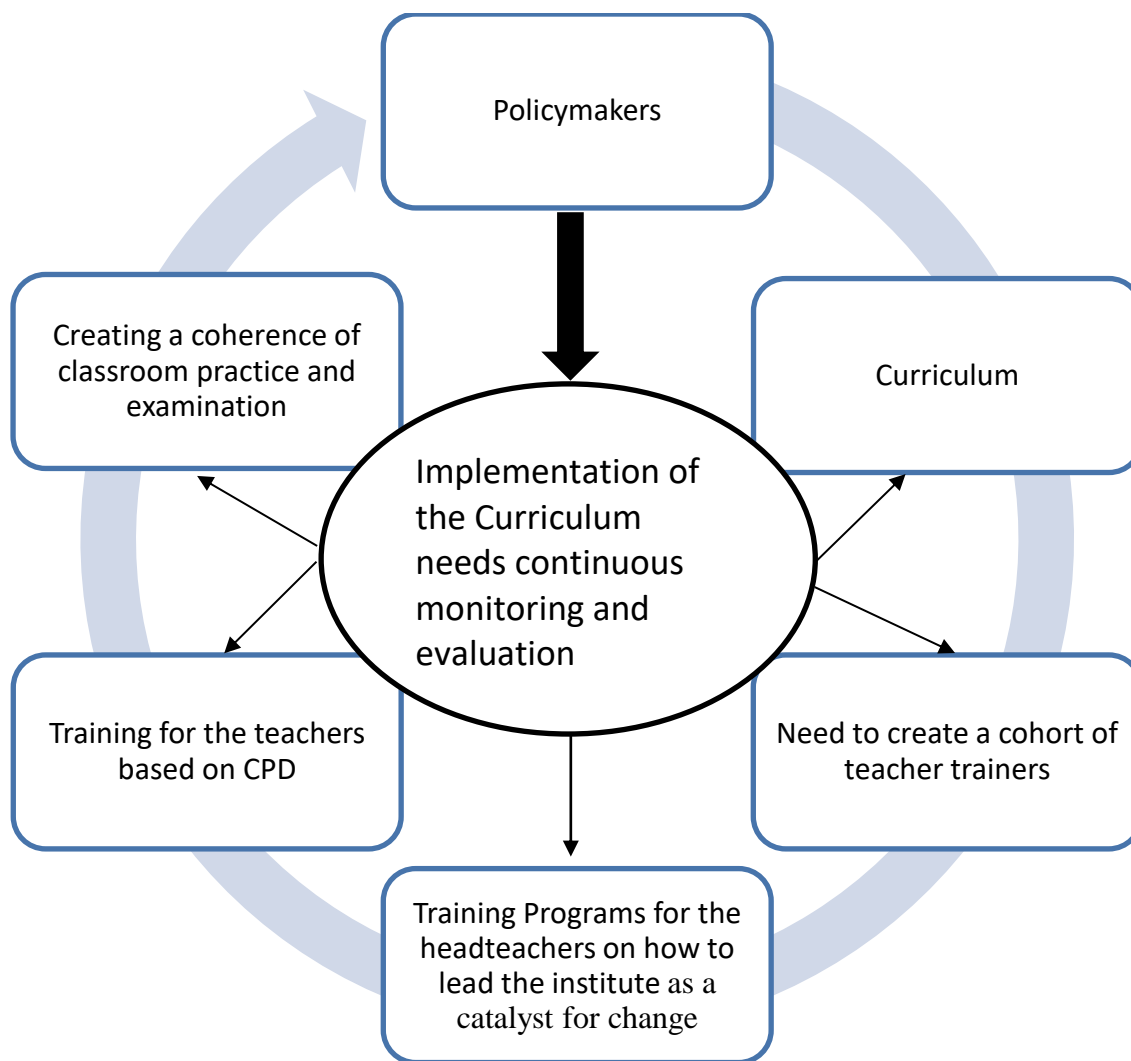 Policymakers
Creating a coherence of
classroom practice and
examination
Curriculum
Implementation of
the Curriculum
needs continuous
monitoring and
evaluation
Training for the teachers
based on CPD
Need to create a cohort of
teacher trainers
Training Programs for the
headteachers on how to
lead the institute as a
catalyst for change